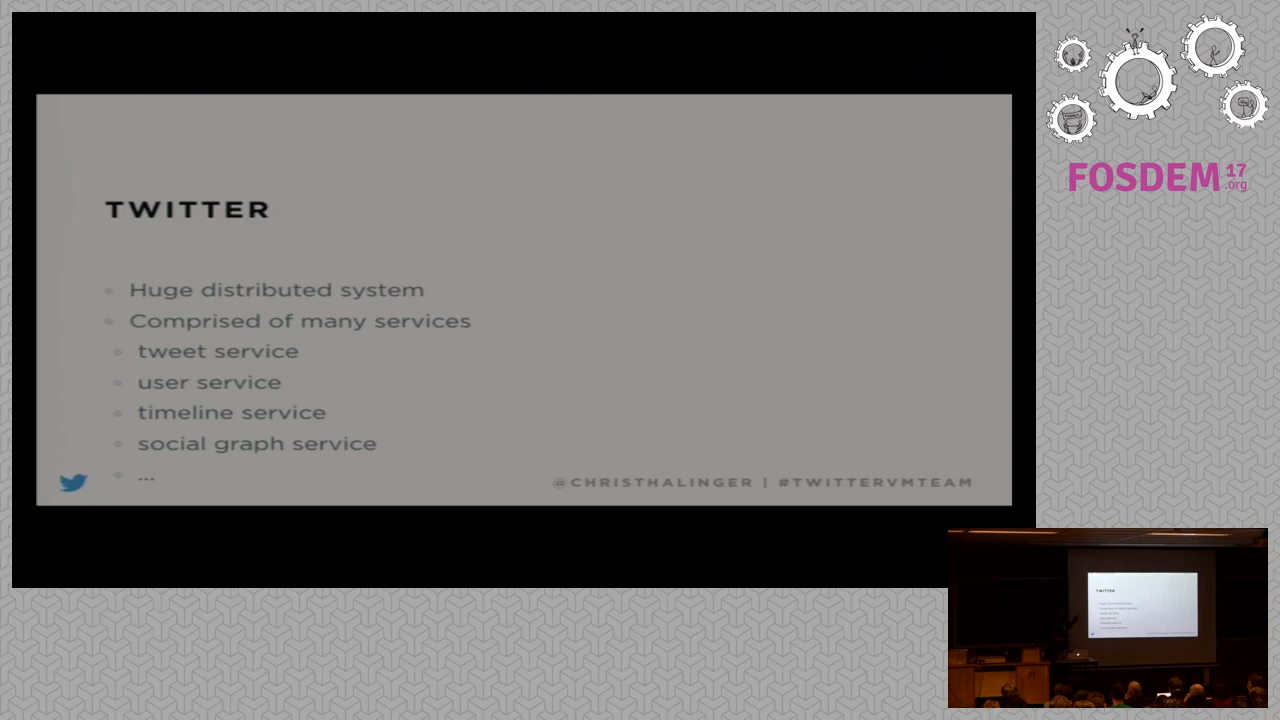 TWITTER
Huge distributed system
Comprised of many services
tweet service
user service
timeline service
social graph service
...
@CHRISTHALINGER | #TWITTERVMTEAM
FOSDEM 17 .org
TWITTER